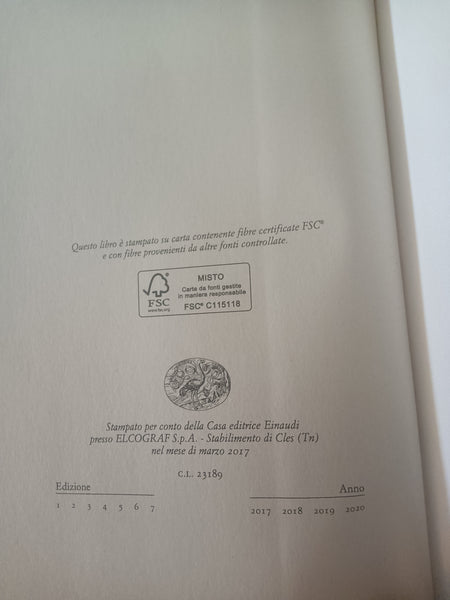 Questo libro è stampato su carta contenente fibre certificate FSC®
e con fibre provenienti da altre fonti controllate.
FSC
www.fsc.org
MISTO
Carta da fonti gestite
in maniera responsabile
FSC® C115118
Stampato per conto della Casa editrice Einaudi
presso ELCOGRAF S.p.A. - Stabilimento di Cles (Tn)
nel mese di marzo 2017
C.L. 23189
Edizione Anno
1 2 3 4 5 6 7 2017 2018 2019 2020